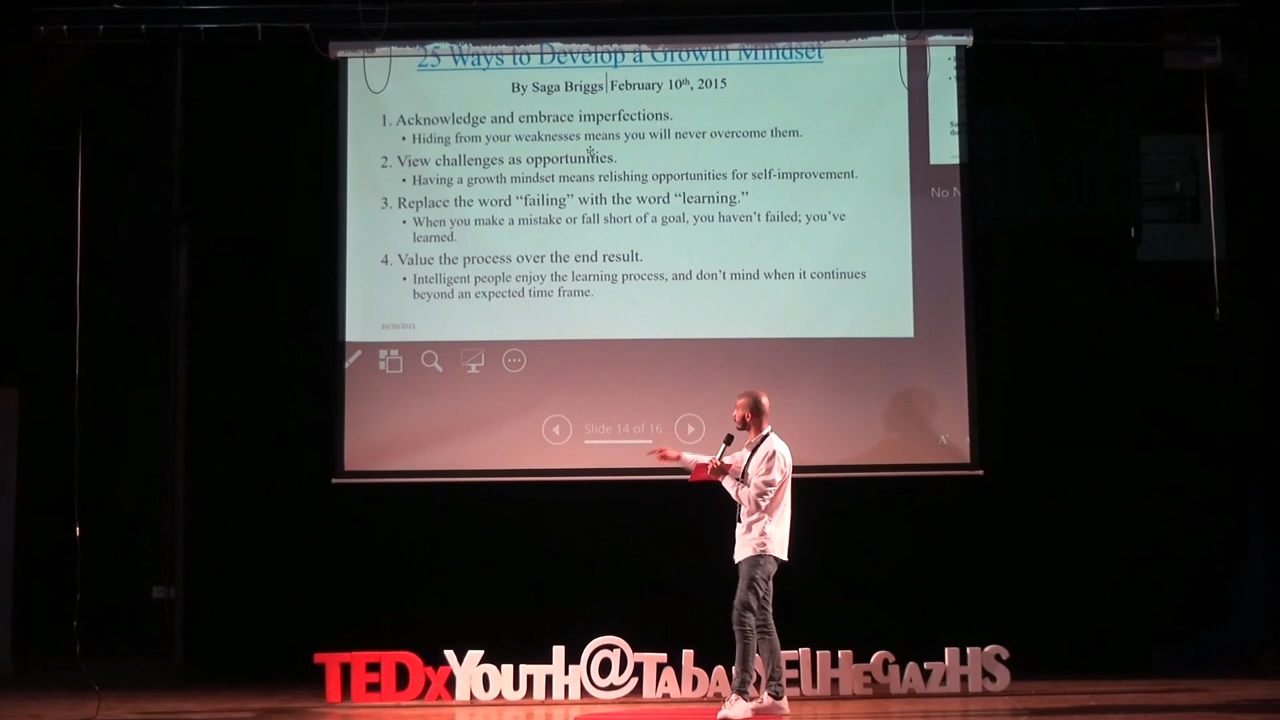 25 Ways to Develop a Growth Mindset
By Saga Briggs|February 10th, 2015
1. Acknowledge and embrace imperfections.
• Hiding from your weaknesses means you will never overcome them.
2. View challenges as opportunities.
• Having a growth mindset means relishing opportunities for self-improvement.
3. Replace the word “failing” with the word “learning.”
• When you make a mistake or fall short of a goal, you haven’t failed; you’ve
learned.
4. Value the process over the end result.
• Intelligent people enjoy the learning process, and don’t mind when it continues
beyond an expected time frame.
10/30/2021
No N
Slide 14 of 16
TEDxYouth@TabarkElHegazHS